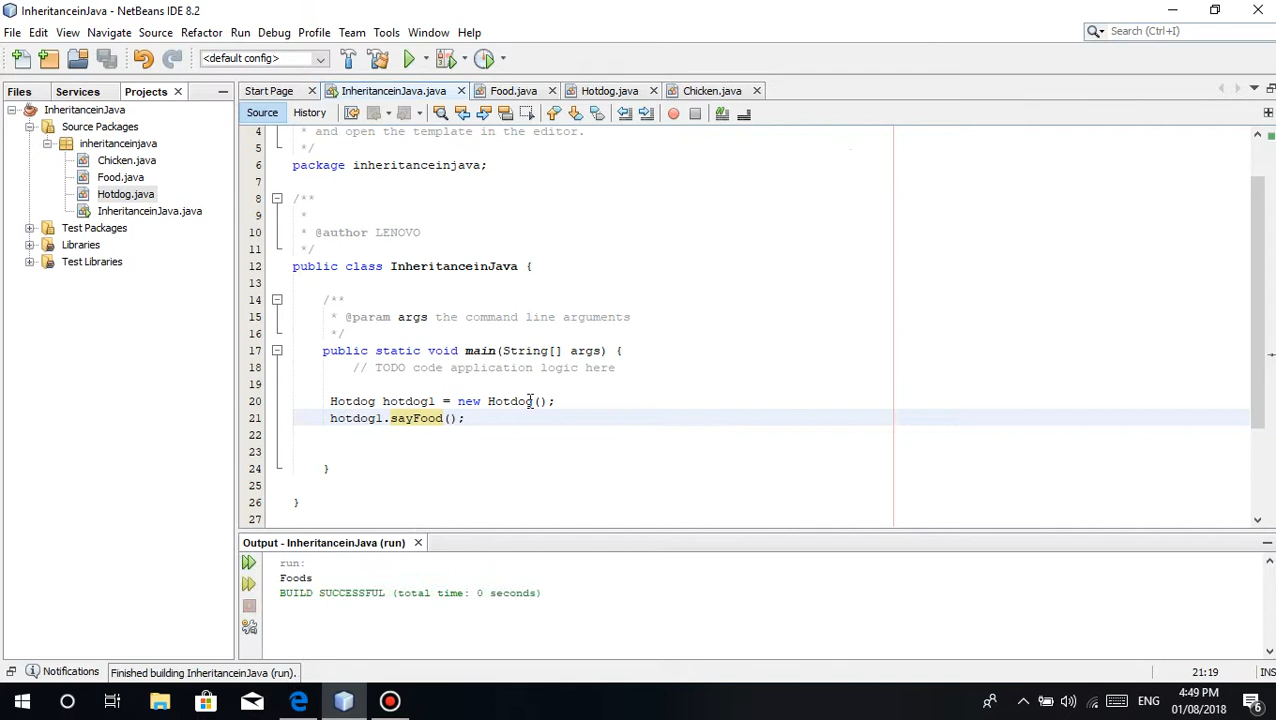 InheritanceinJava - NetBeans IDE 8.2
File Edit View Navigate Source Refactor Run Debug Profile Team Tools Window Help
Search (Ctrl+I)
<default config>
Files Services Projects
Start Page InheritanceinJava.java Food.java Hotdog.java Chicken.java
Source History
InheritanceinJava
Source Packages
inheritanceinjava
Chicken.java
Food.java
Hotdog.java
InheritanceinJava.java
Test Packages
Libraries
Test Libraries
4 * and open the template in the editor.
5 */
6 package inheritanceinjava;
7
8 /**
9 *
10 * @author LENOVO
11 */
12 public class InheritanceinJava {
13
14 /**
15 * @param args the command line arguments
16 */
17 public static void main(String[] args) {
18 // TODO code application logic here
19
20 Hotdog hotdog1 = new Hotdog();
21 hotdog1.sayFood();
22
23
24 }
25
26 }
27
Output - InheritanceinJava (run)
run:
Foods
BUILD SUCCESSFUL (total time: 0 seconds)
Notifications Finished building InheritanceinJava (run). 21:19 INS
ENG 4:49 PM
01/08/2018 6